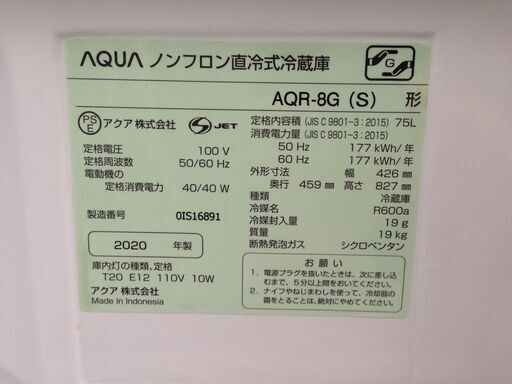 AQUA ノンフロン直冷式冷蔵庫
G
AQR-8G (S) 形
PS E アクア 株式会社 S JET
定格電圧 100 V
定格周波数 50/60 Hz
電動機の
定格消費電力 40/40 W
製造番号 0IS16891
2020 年製
庫内灯の種類、定格
T20 E12 110V 10W
アクア 株式会社
Made in Indonesia
定格内容積 (JIS C 9801-3 : 2015) 75L
消費電力量 (JIS C 9801-3 : 2015)
50 Hz 177 kWh/年
60 Hz 177 kWh/年
外形寸法 幅 426 mm
奥行 459 mm 高さ 827 mm
種類 冷蔵庫
冷媒名 R600a
冷媒封入量 19 g
質量 19 kg
断熱発泡ガス シクロペンタン
お 願 い
1. 電源プラグを抜いたときは、次に差し込
むまで、5分以上間をおいてください。
2. ナイフやねじまわしを使って、冷却器の
霜をとることは、絶対にやめてください。